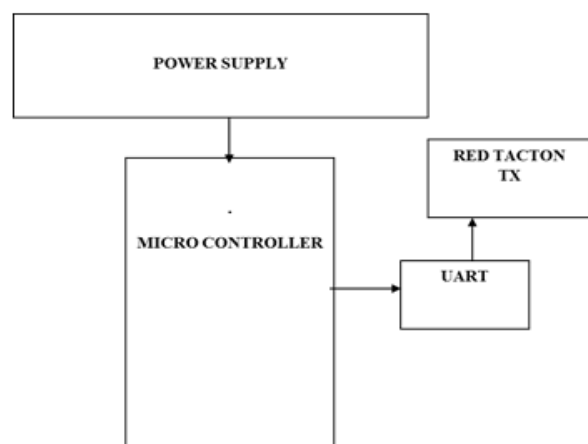 POWER SUPPLY
RED TACTON
TX
MICRO CONTROLLER
UART